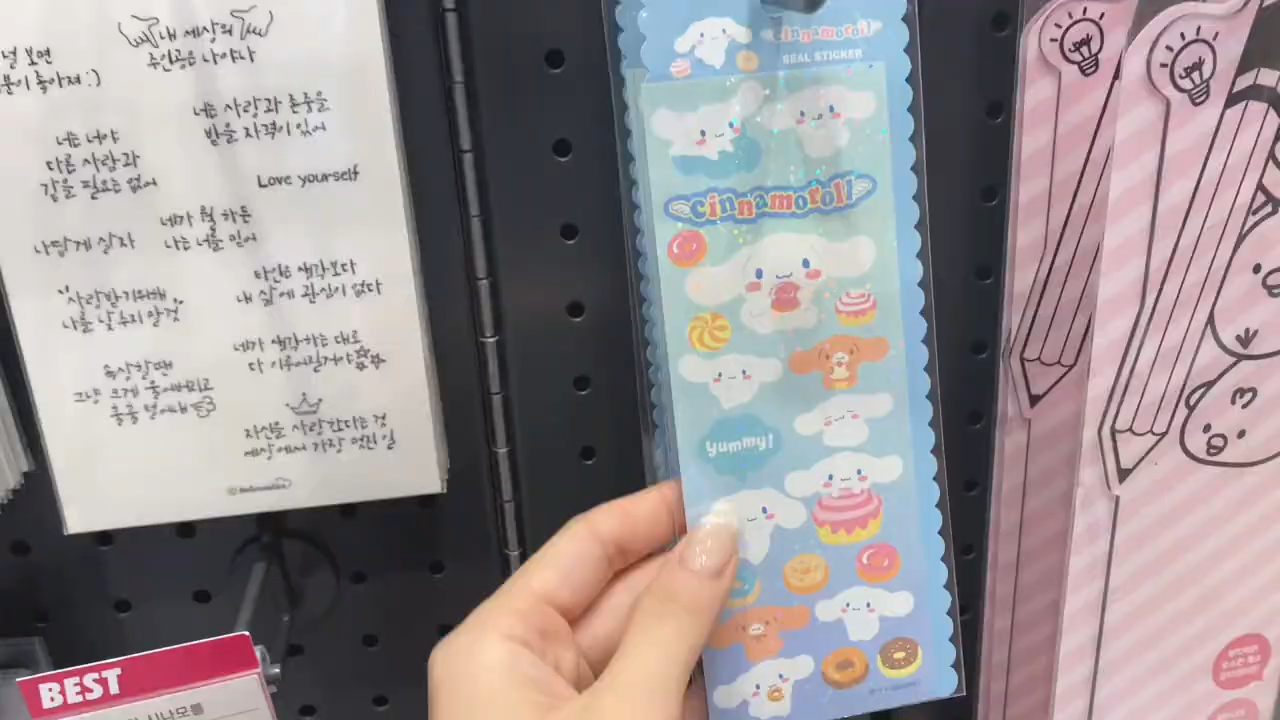 널 보면
분이 좋아져 :)
내 세상의
주인공은 나야나
너는 사랑과 존중을
받을 자격이 있어
너는 너야
다른 사람과
같을 필요는 없어
Love yourself
네가 뭘 하든
나는 너를 믿어
나답게 살자
타인은 생각보다
내 삶에 관심이 없다
"사랑받기위해
나를 낮추지 말것"
네가 생각하는 대로
다 이루어질거야
속상할땐
그냥 크게 울어버리고
훌훌 털어내
자신을 사랑한다는 것
세상에서 가장 멋진 일
BEST
시나모롤
cinnamoroll
SEAL STICKER
cinnamoroll
yummy!